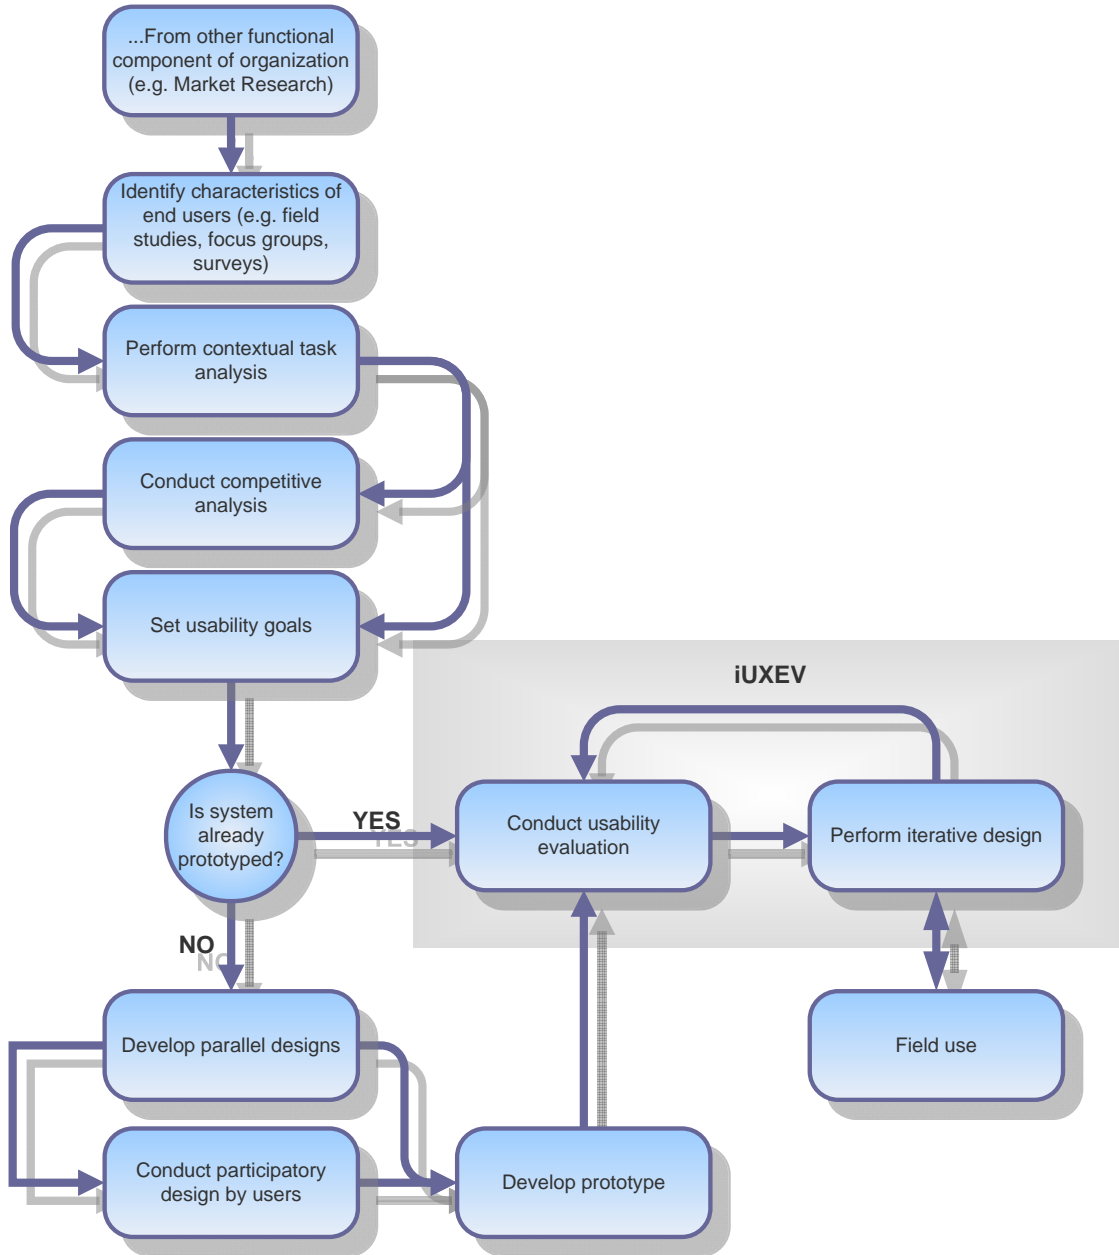 ...From other functional
component of organization
(e.g. Market Research)
Identify characteristics of
end users (e.g. field
studies, focus groups,
surveys)
Perform contextual task
analysis
Conduct competitive
analysis
Set usability goals
iUXEV
Is system
already
prototyped?
YES
Conduct usability
evaluation
Perform iterative design
NO
Develop parallel designs
Field use
Conduct participatory
design by users
Develop prototype